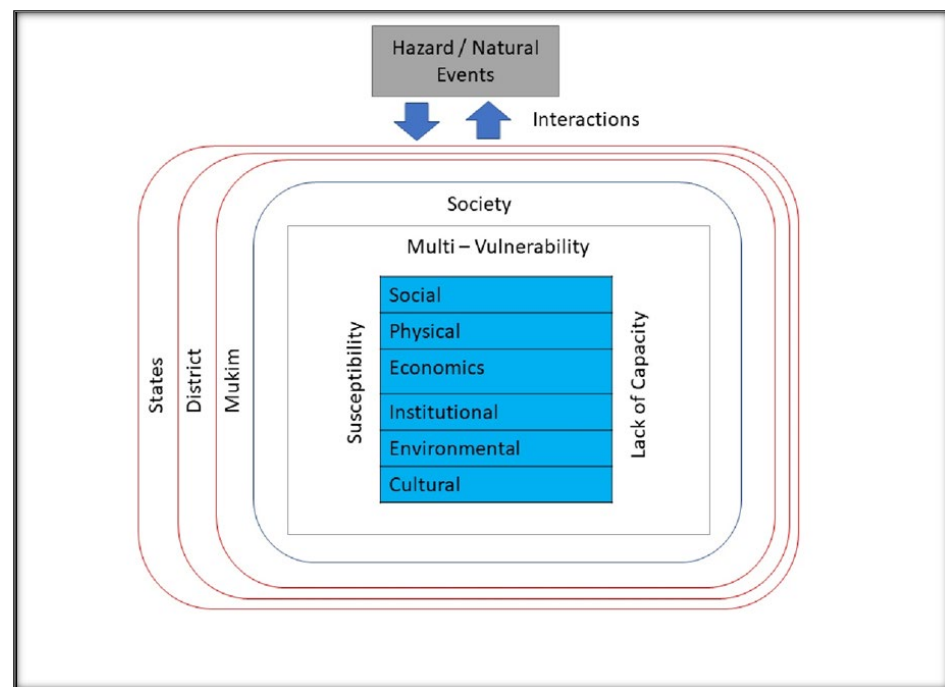 Hazard / Natural
Events
Interactions
Society
Multi – Vulnerability
States
District
Mukim
Susceptibility
Social
Physical
Economics
Institutional
Environmental
Cultural
Lack of Capacity